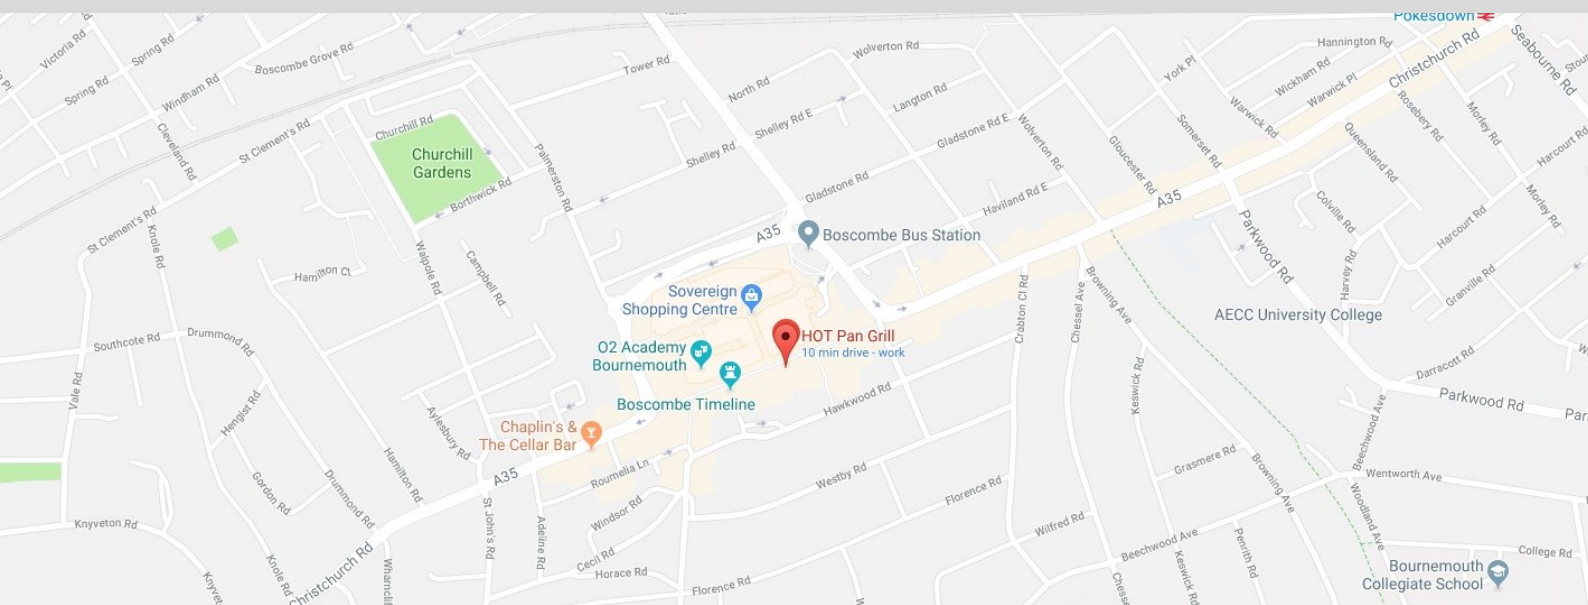 Pokesdown
Hannington Rd
Christchurch Rd
Seabourne Rd
Victoria Rd
Spring Rd
Boscombe Grove Rd
Wolverton Rd
Tower Rd
York Pl
Wickham Rd
Warwick Pl
Spring Rd
Windham Rd
North Rd
Langton Rd
Warwick Rd
Rosebery Rd
Morley Rd
Churchill Rd
Shelley Rd E
Gladstone Rd E
Wolverton Rd
Somerset Rd
Queensland Rd
Harcourt Rd
Cleveland Rd
St Clement's Rd
Churchill
Gardens
Palmerston Rd
Shelley Rd
Gloucester Rd
Borthwick Rd
Gladstone Rd
Haviland Rd E
A35
Colville Rd
Morley Rd
St Clement's Rd
Knole Rd
A35
Boscombe Bus Station
Parkwood Rd
Harcourt Rd
Walpole Rd
Campbell Rd
Hamilton Ct
Harvey Rd
Granville Rd
Sovereign
Shopping Centre
Browning Ave
Crabton Cl Rd
Chessel Ave
AECC University College
Southcote Rd
Drummond Rd
HOT Pan Grill
10 min drive - work
O2 Academy
Bournemouth
Darracott Rd
Vale Rd
Hengist Rd
Boscombe Timeline
Hawkwood Rd
Keswick Rd
Parkwood Rd
Aylesbury Rd
Chaplin's &
The Cellar Bar
Beechwood Ave
Hamilton Rd
A35
Roumelia Ln
Westby Rd
Grasmere Rd
Wentworth Ave
Gordon Rd
Drummond Rd
Florence Rd
Browning Ave
Knyveton Rd
St John's Rd
Adeline Rd
Windsor Rd
Wilfred Rd
Woodland Ave
Christchurch Rd
Cecil Rd
Beechwood Ave
Penrith Rd
College Rd
Knole Rd
Horace Rd
Florence Rd
Keswick Rd
Bournemouth
Collegiate School